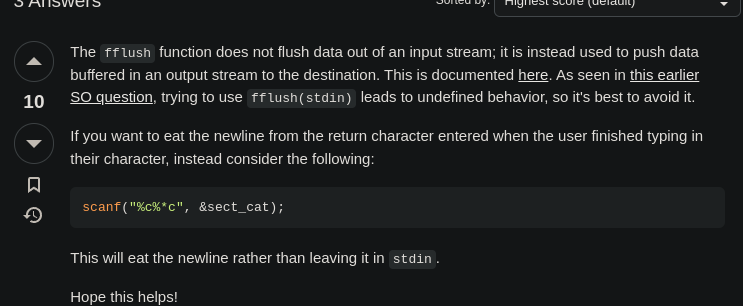 3 Answers
Sorted by:
Highest score (default)
The fflush function does not flush data out of an input stream; it is instead used to push data
buffered in an output stream to the destination. This is documented here. As seen in this earlier
10
SO question, trying to use fflush(stdin) leads to undefined behavior, so it's best to avoid it.
If you want to eat the newline from the return character entered when the user finished typing in
their character, instead consider the following:
scanf("%c%*c", &sect_cat);
This will eat the newline rather than leaving it in stdin.
Hope this helps!